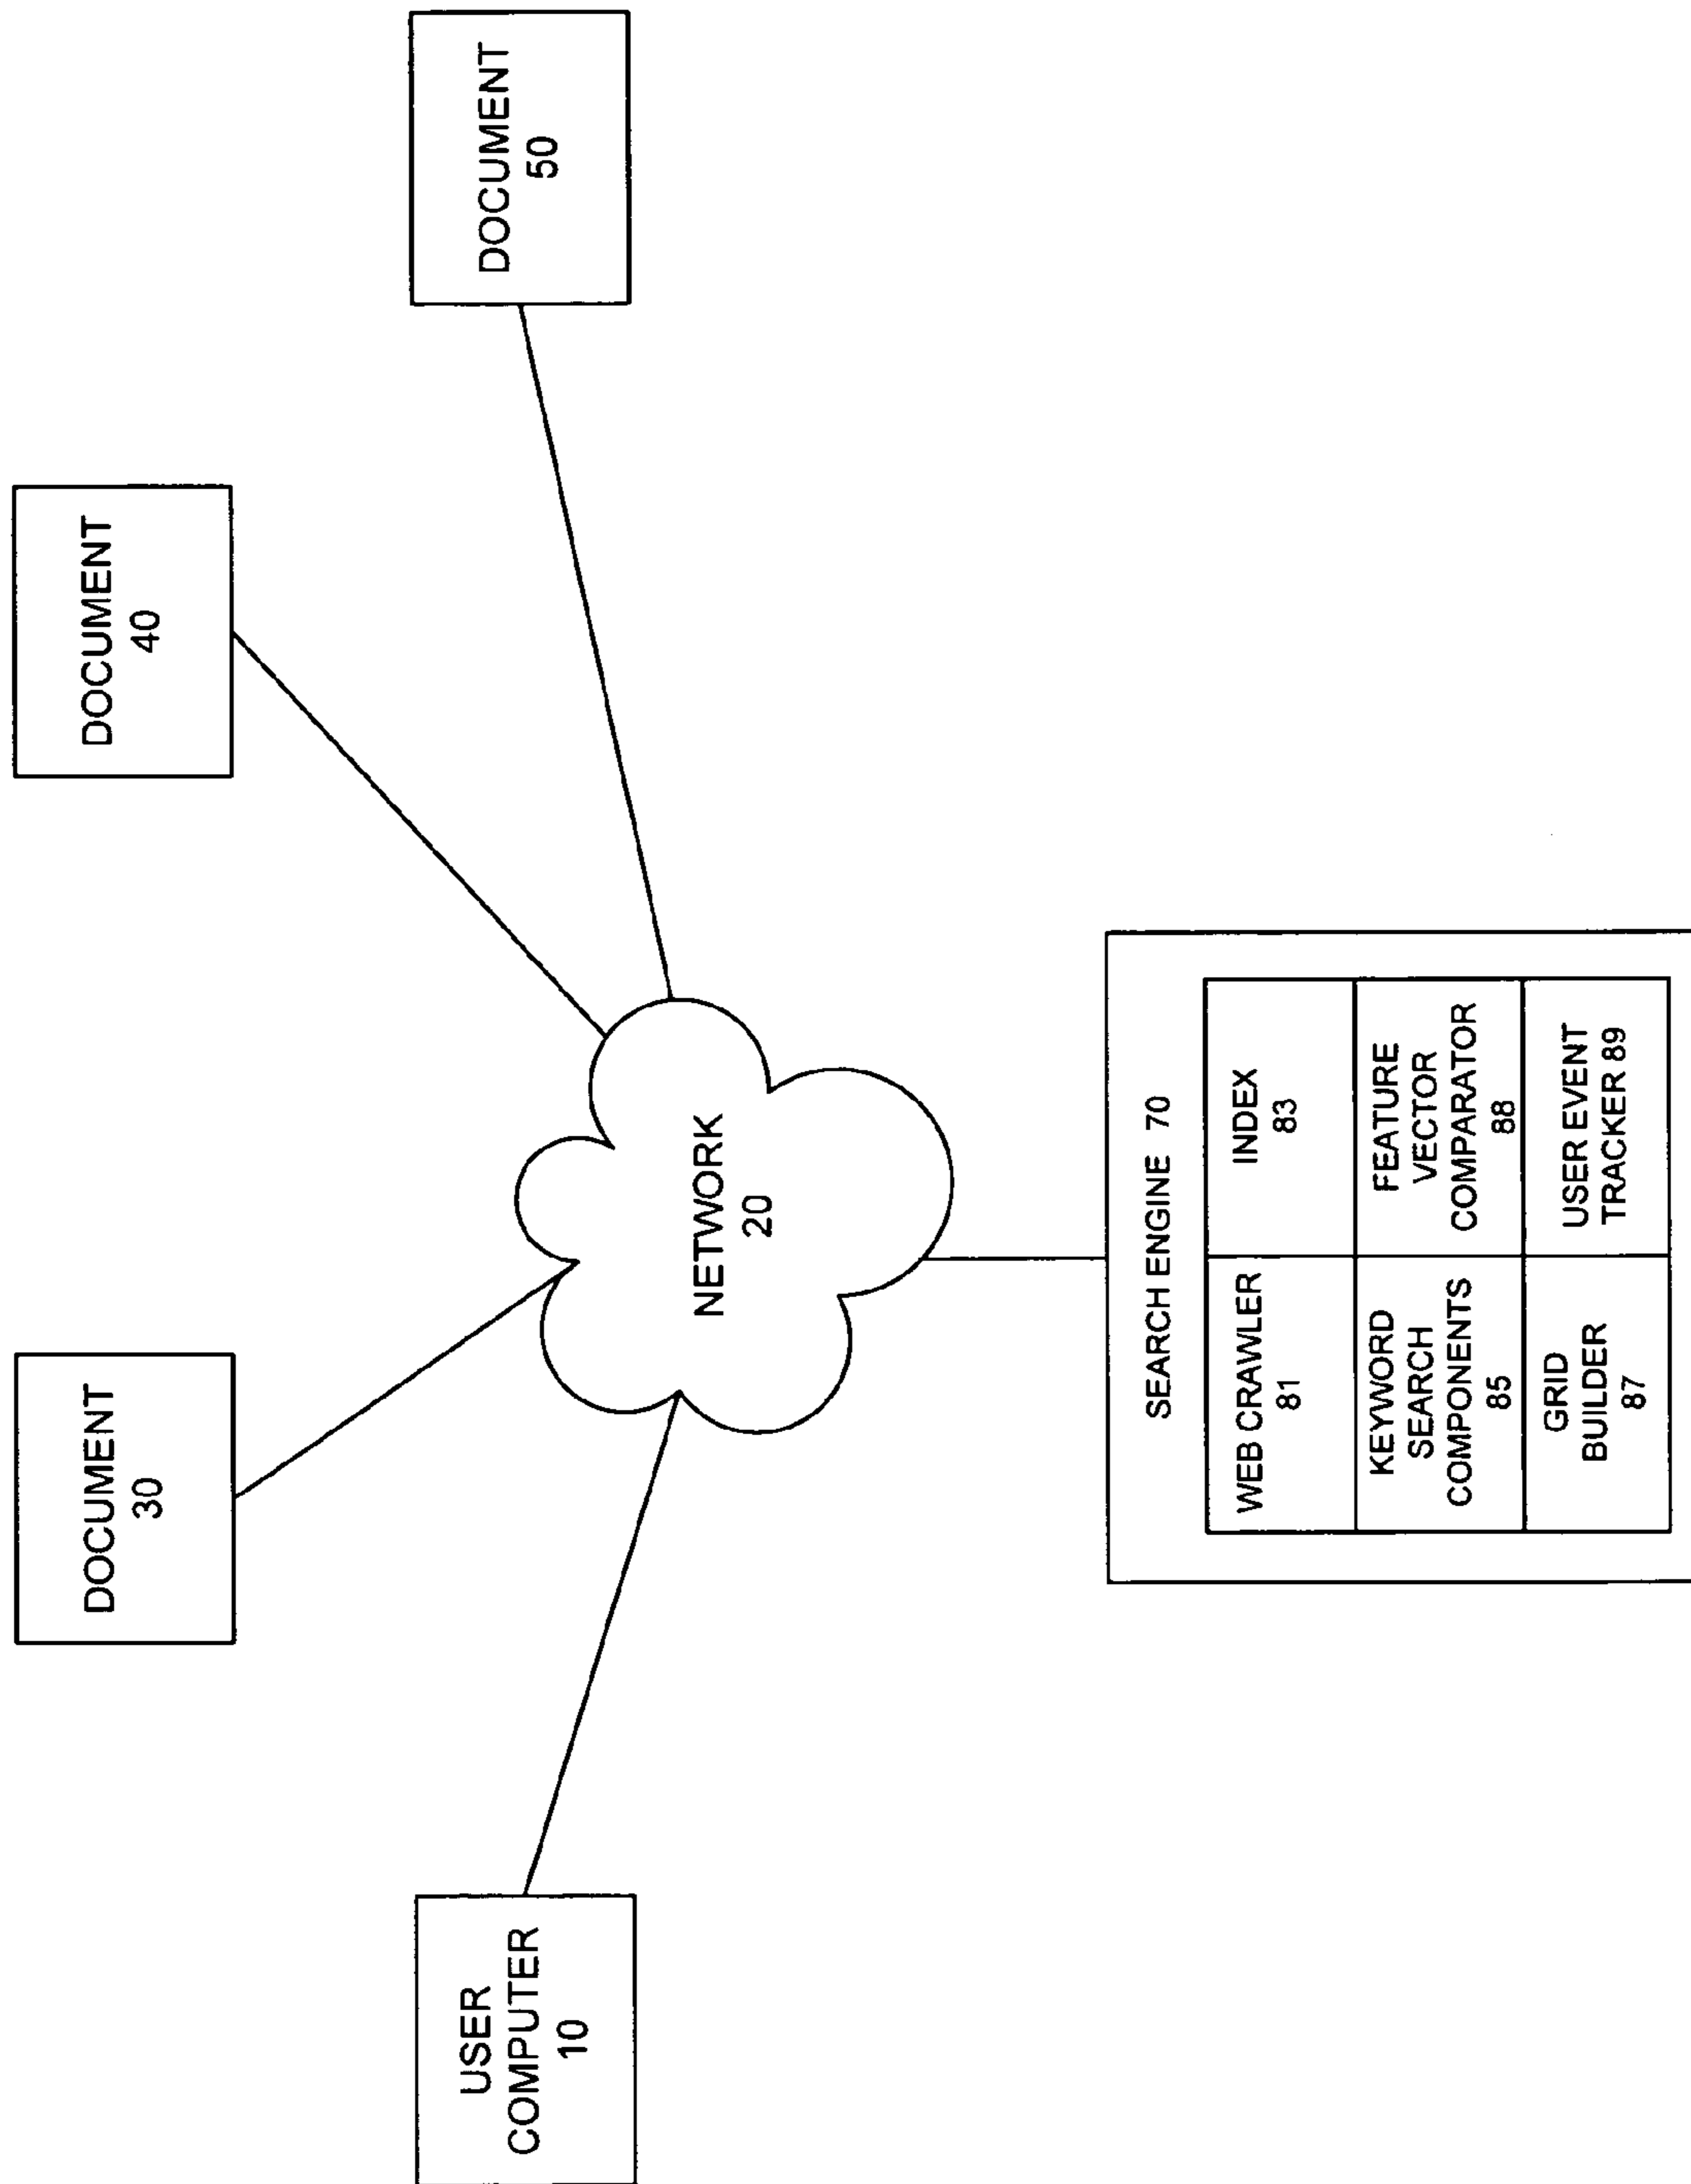 DOCUMENT
30
DOCUMENT
40
USER
COMPUTER
10
DOCUMENT
50
NETWORK
20
SEARCH ENGINE 70
WEB CRAWLER
81
INDEX
83
KEYWORD
SEARCH
COMPONENTS
85
FEATURE
VECTOR
COMPARATOR
88
GRID
BUILDER
87
USER EVENT
TRACKER 89